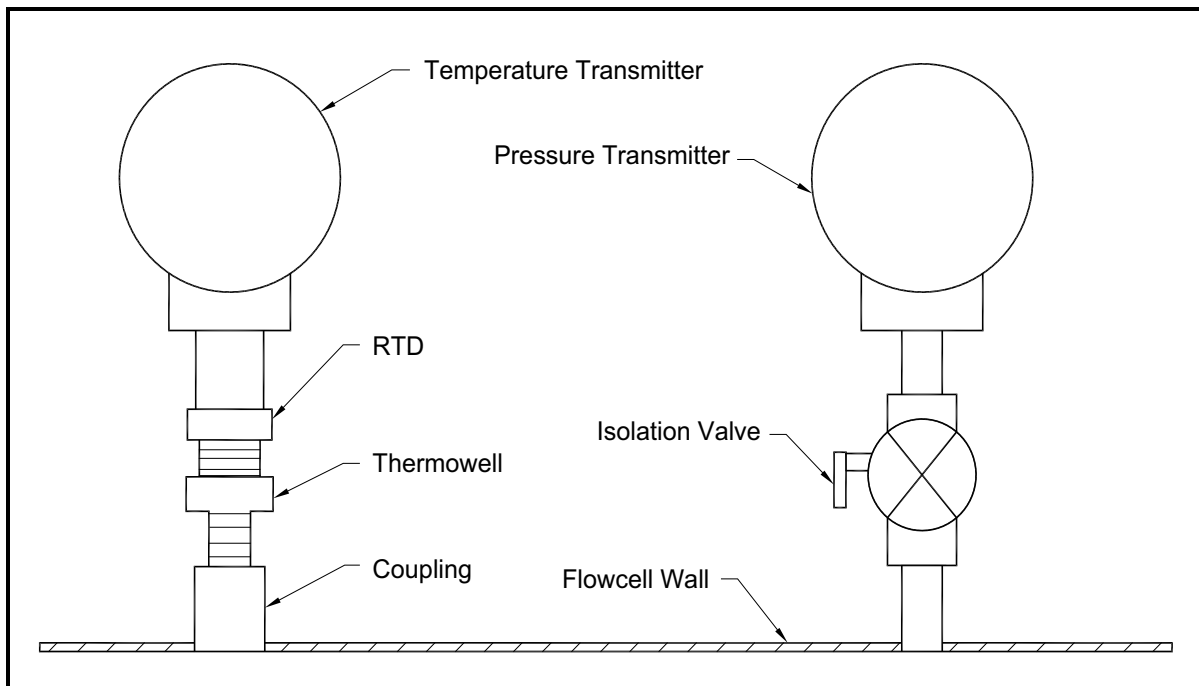 Temperature Transmitter
Pressure Transmitter
RTD
Isolation Valve
Thermowell
Coupling
Flowcell Wall